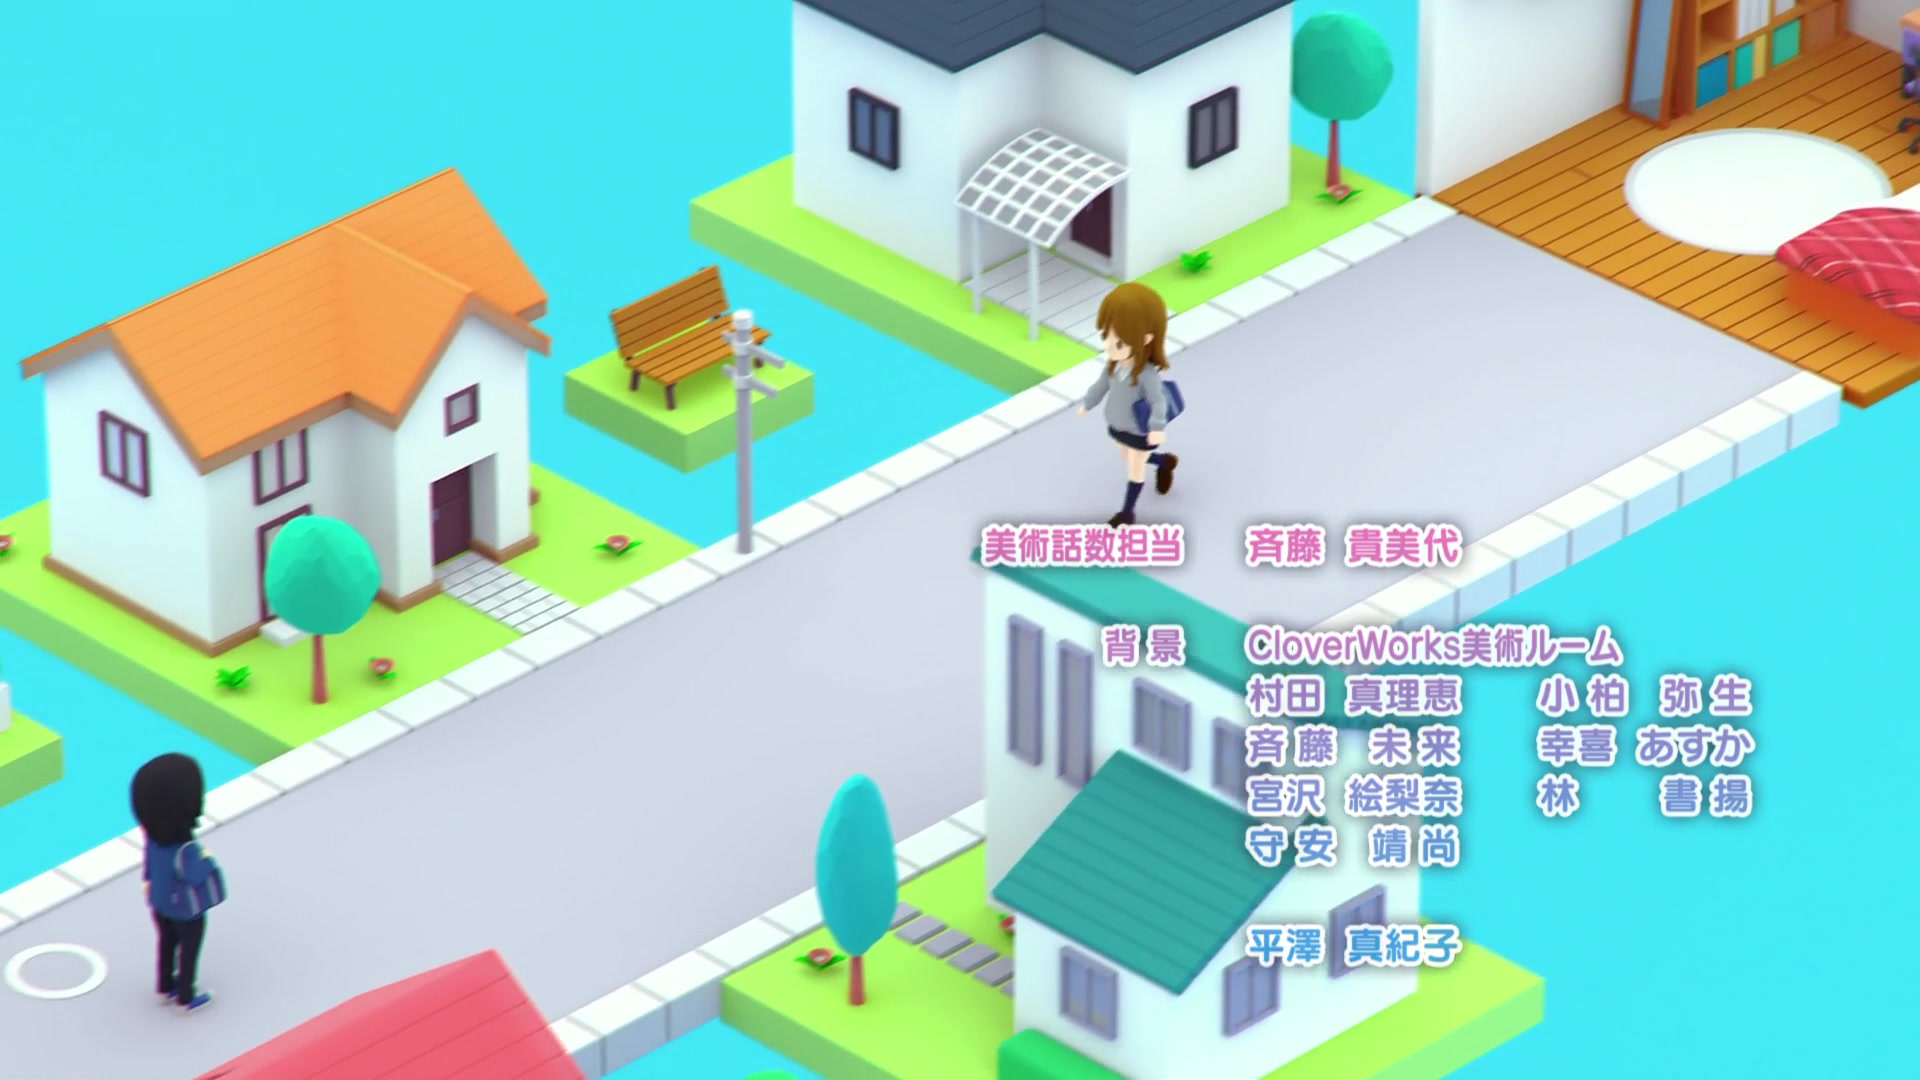 美術話数担当 斉藤 貴美代
背景 CloverWorks美術ルーム
村田 真理恵 小柏 弥生
斉藤 未来 幸喜 あすか
宮沢 絵梨奈 林 書揚
守安 靖尚
平澤 真紀子